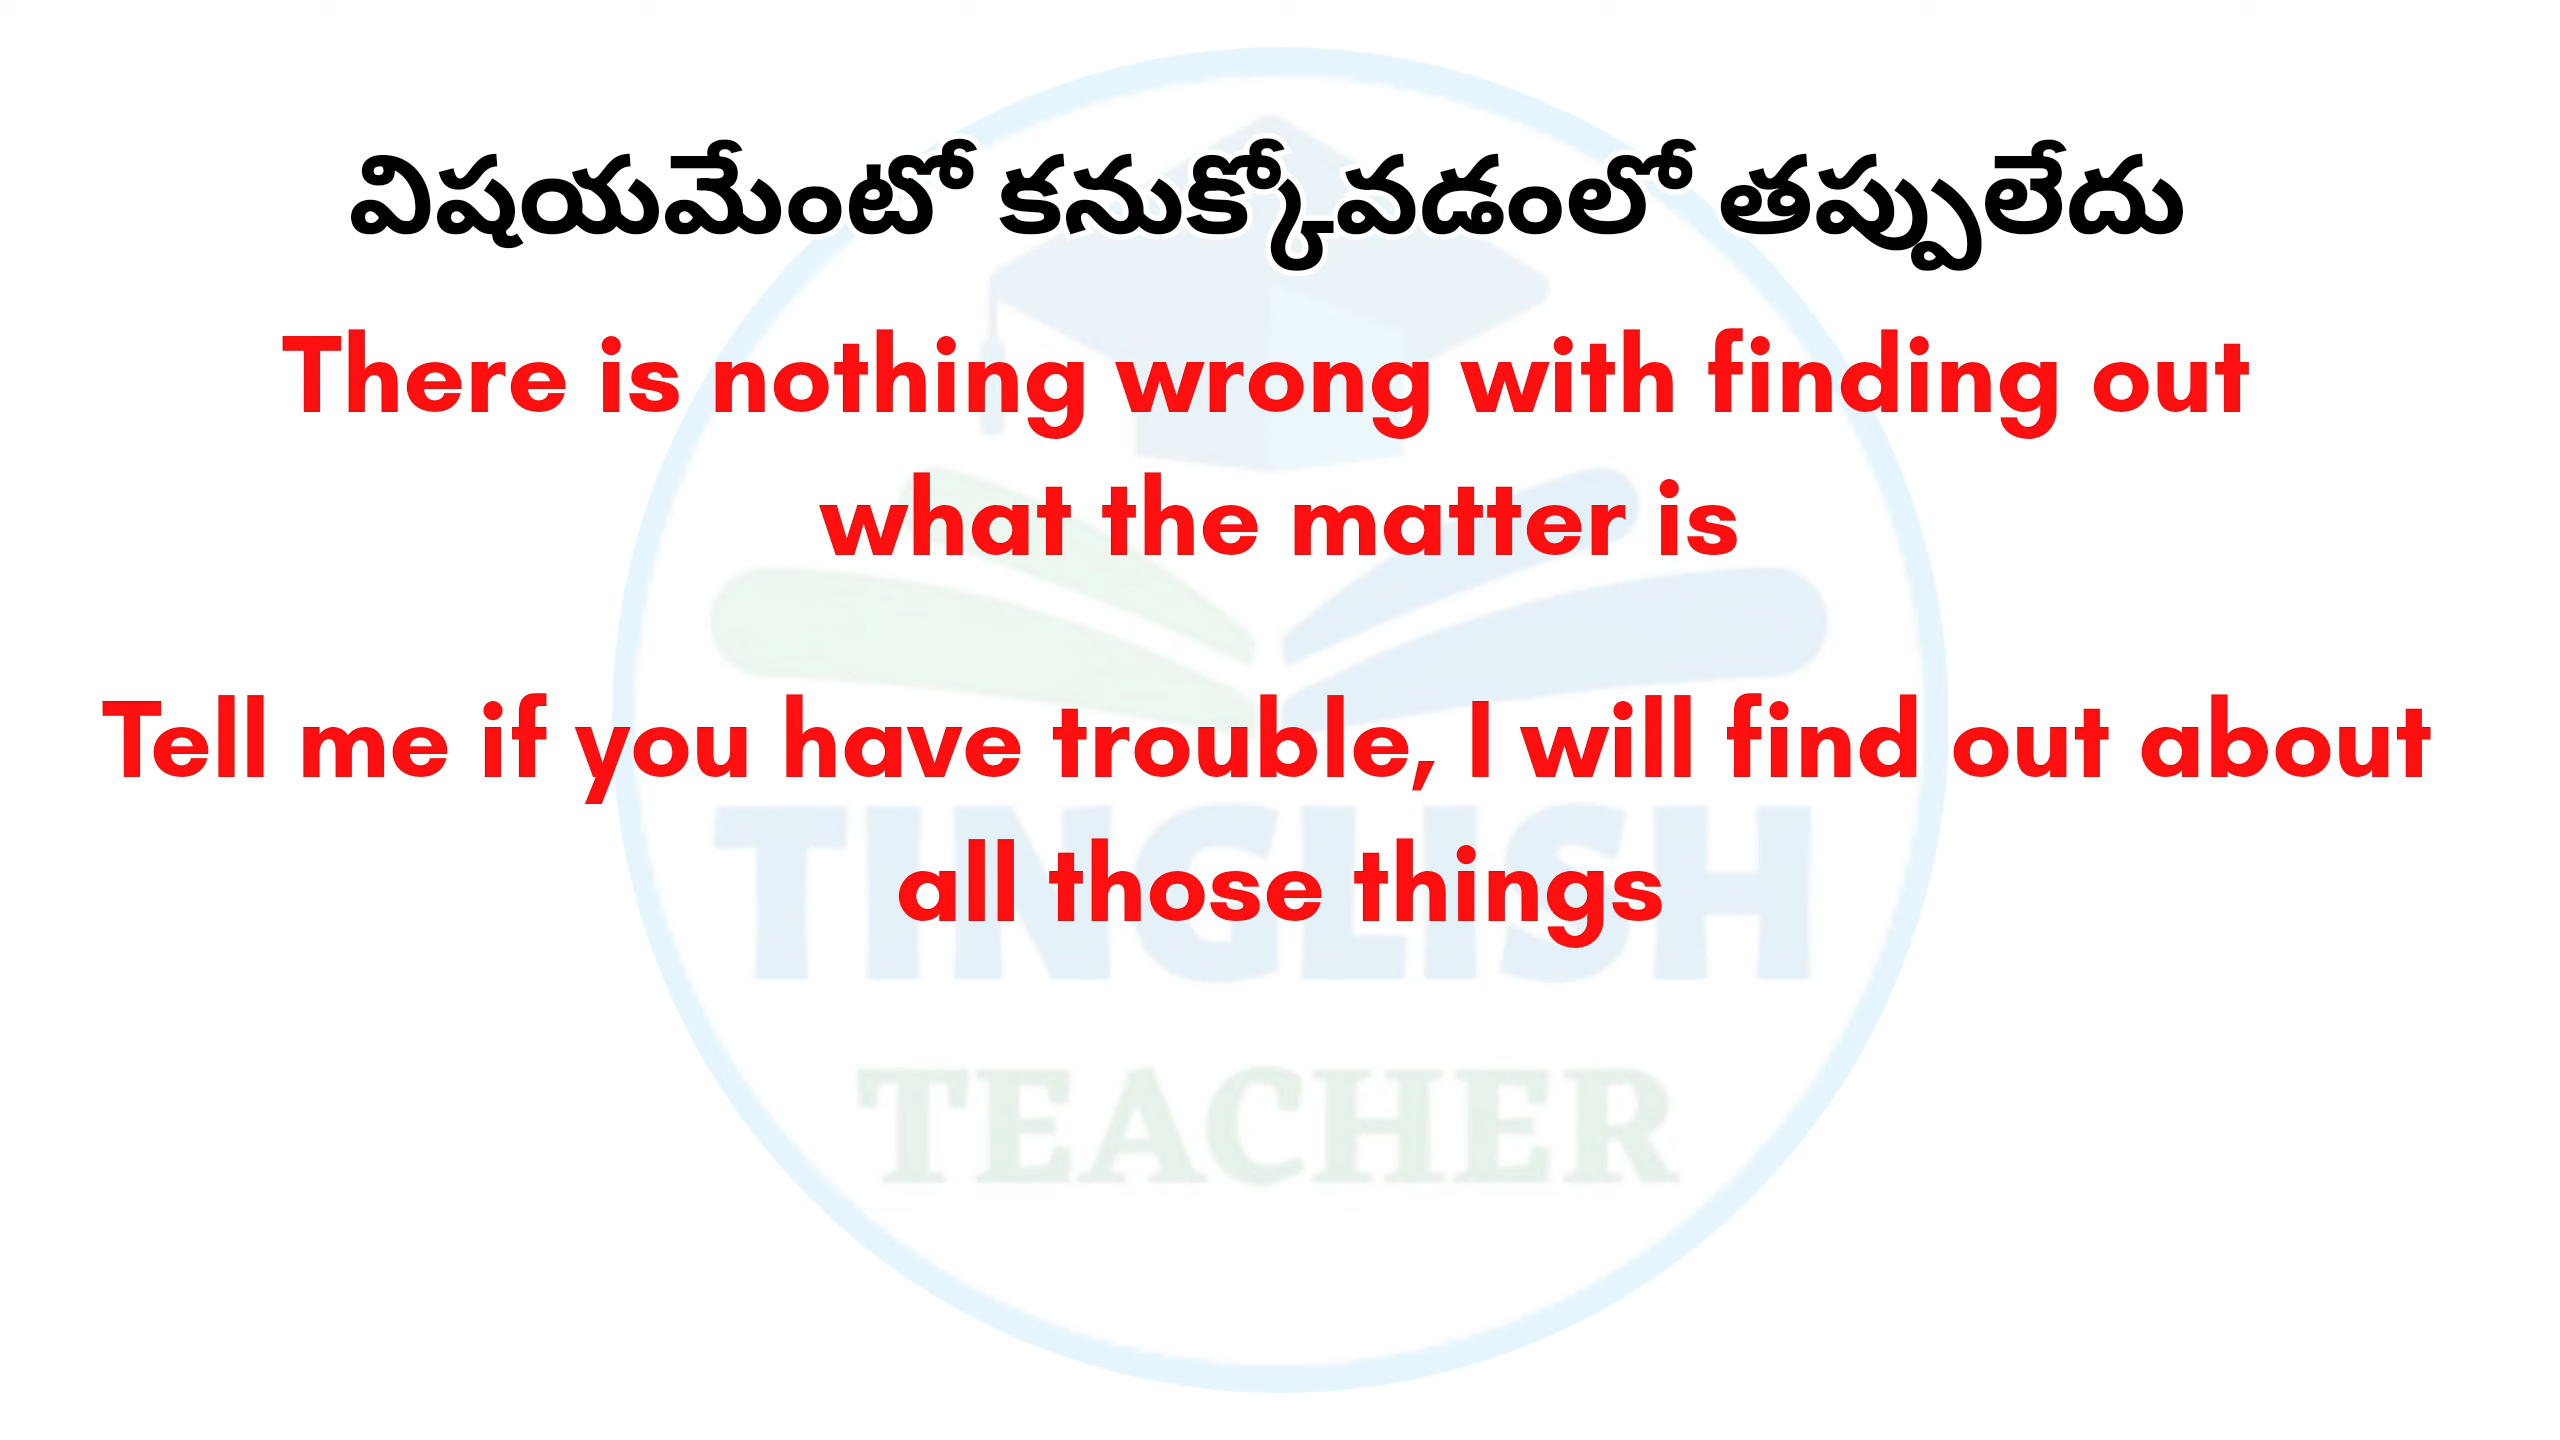 విషయమేంటో కనుక్కోవడంలో తప్పులేదు
There is nothing wrong with finding out
what the matter is
Tell me if you have trouble, I will find out about
all those things
TINGLISH
TEACHER